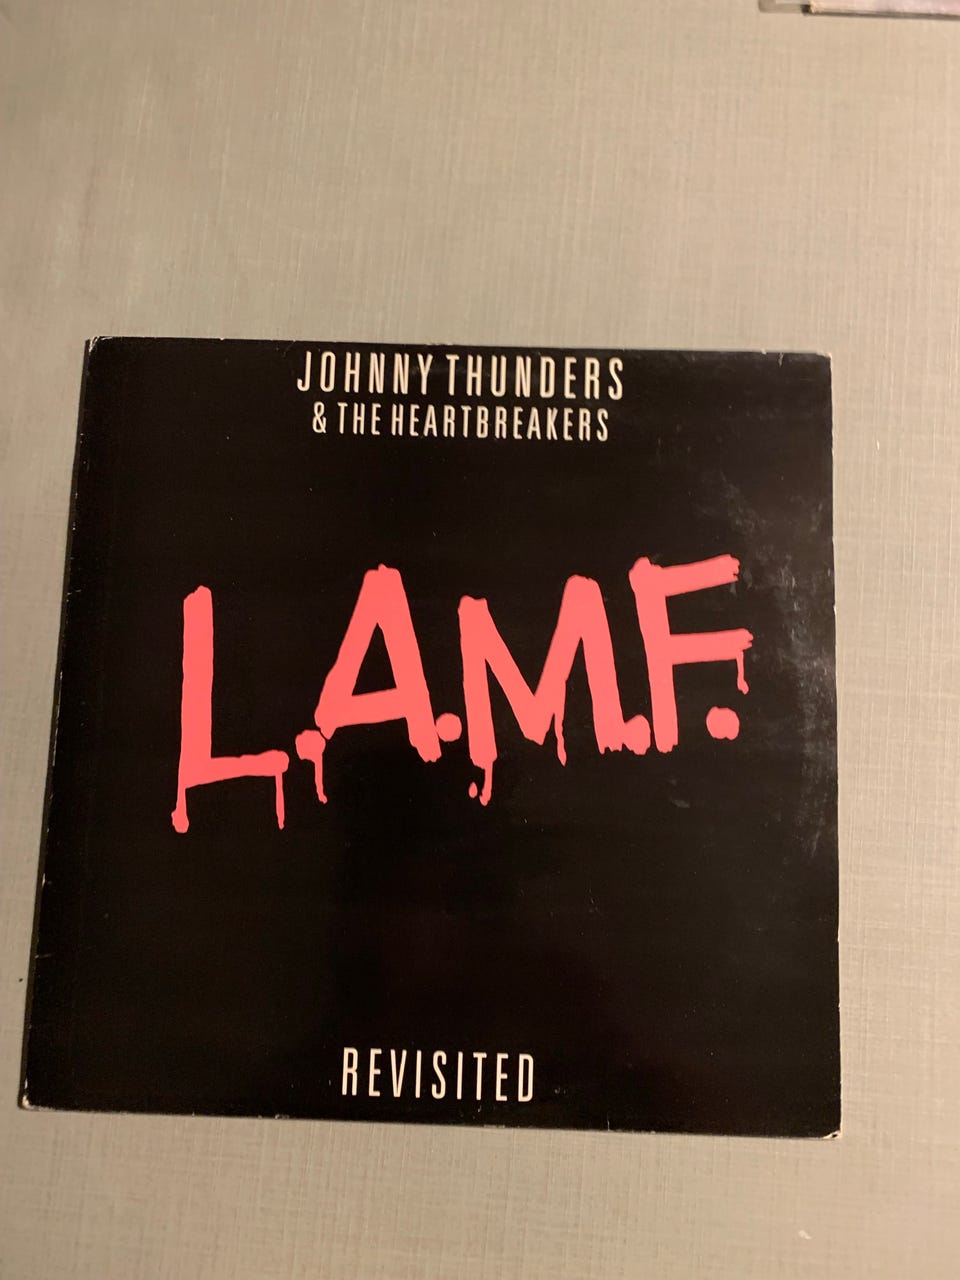 JOHNNY THUNDERS
& THE HEARTBREAKERS
L.A.M.F.
REVISITED